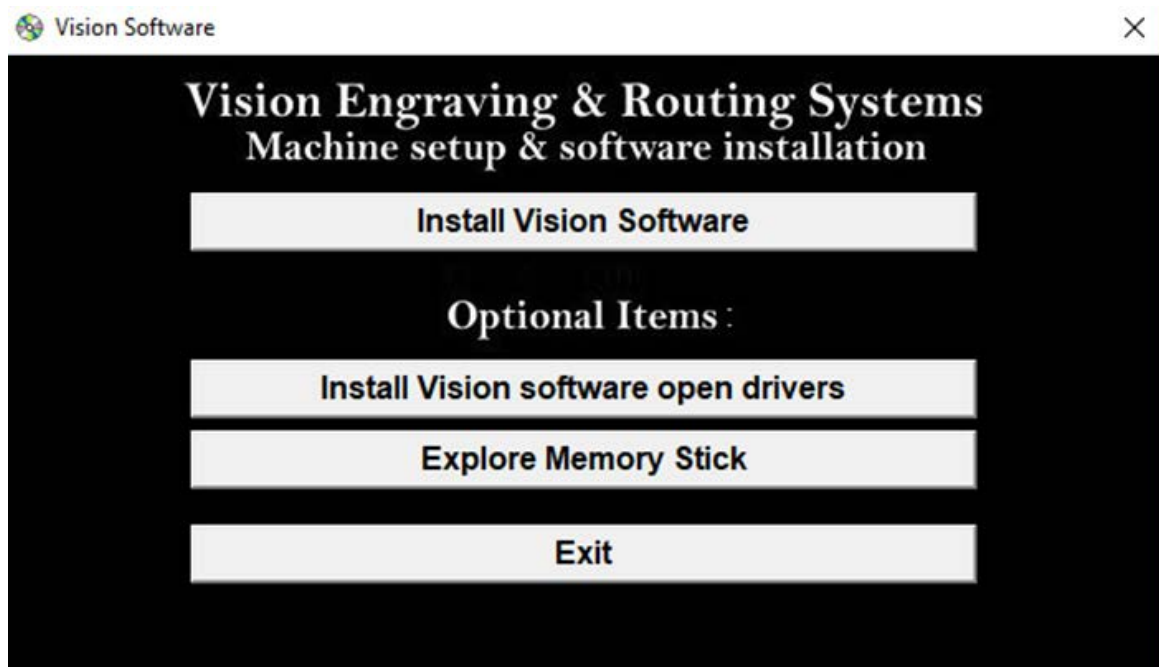 Vision Software
Vision Engraving & Routing Systems
Machine setup & software installation
Install Vision Software
Optional Items:
Install Vision software open drivers
Explore Memory Stick
Exit